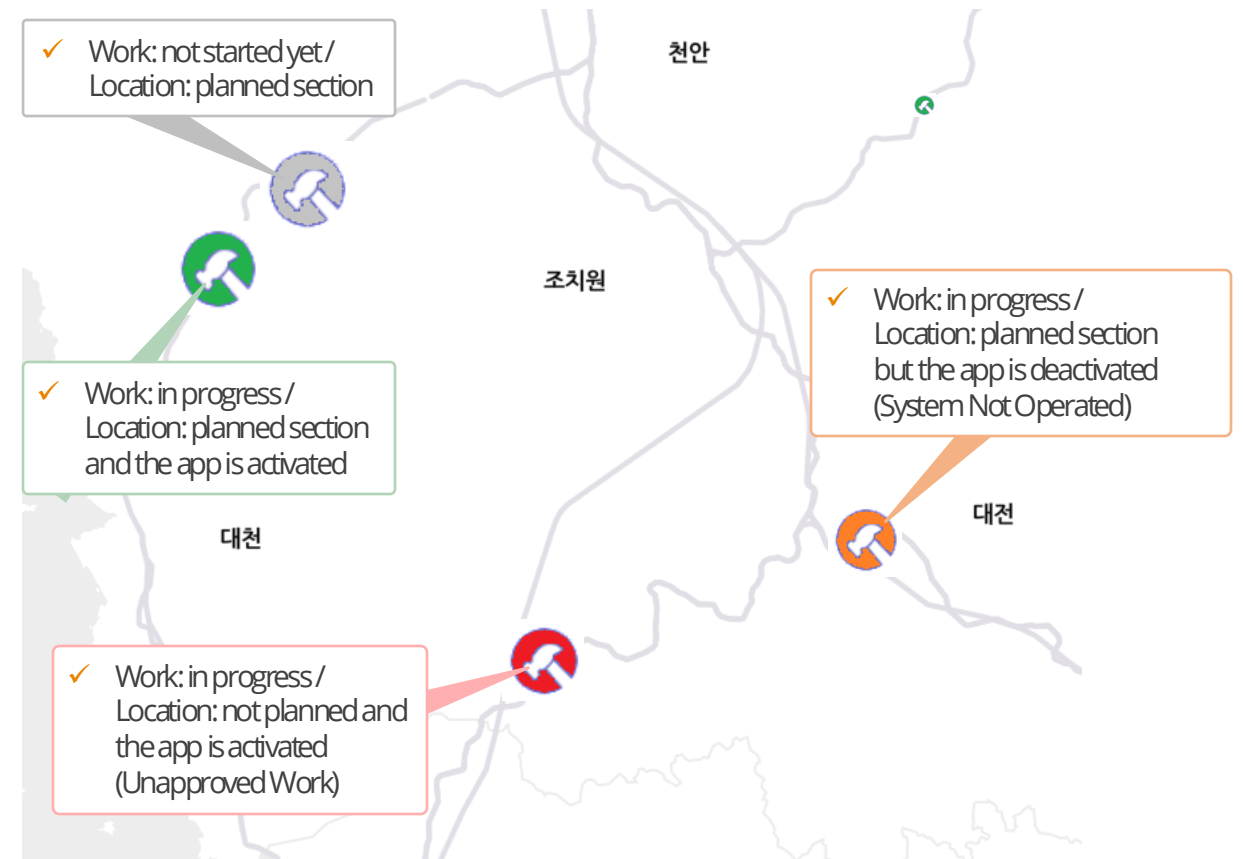 Work: not started yet /
Location: planned section
천안
조치원
Work: in progress /
Location: planned section
but the app is deactivated
(System Not Operated)
Work: in progress /
Location: planned section
and the app is activated
대천
대전
Work: in progress /
Location: not planned and
the app is activated
(Unapproved Work)